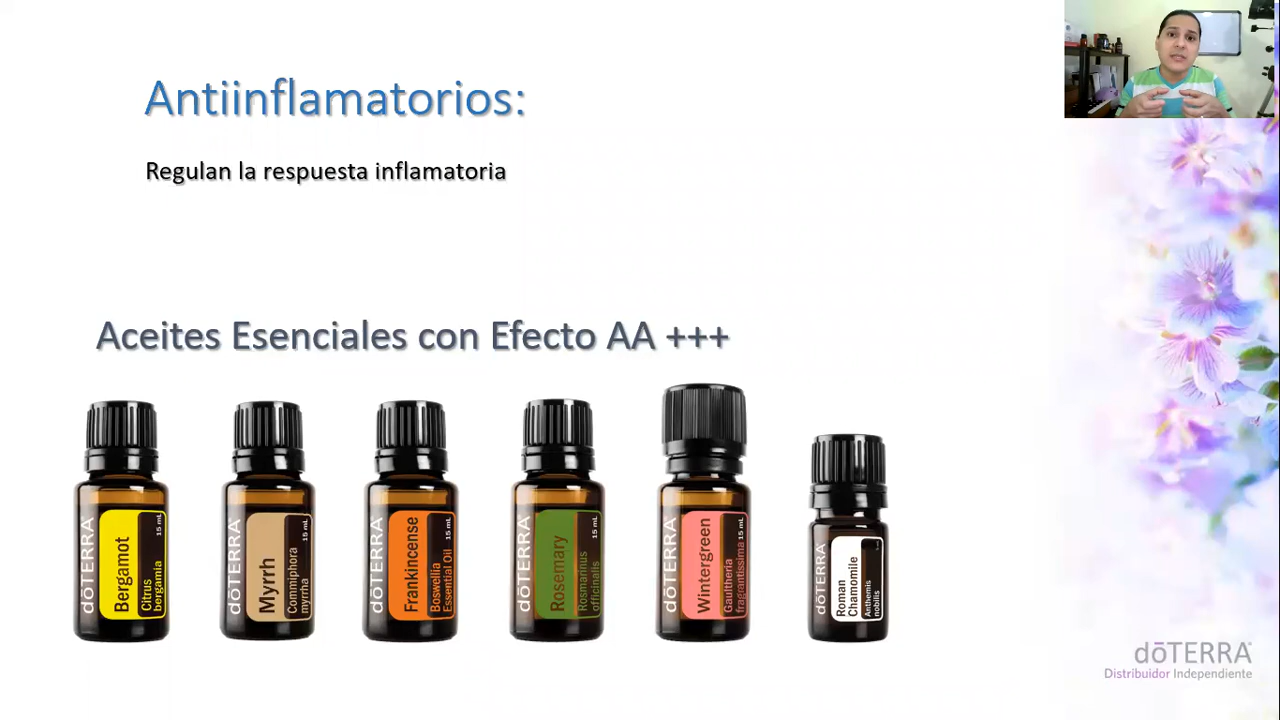 Antiinflamatorios:
Regulan la respuesta inflamatoria
Aceites Esenciales con Efecto AA +++
dōTERRA
Bergamot
Citrus
bergamia
15 mL
dōTERRA
Myrrh
Commiphora
myrrha
15 mL
dōTERRA
Frankincense
Boswellia
Essential Oil
15 mL
dōTERRA
Rosemary
Rosmarinus
officinalis
15 mL
dōTERRA
Wintergreen
Gaultheria
fragrantissima
15 mL
dōTERRA
Roman
Chamomile
Anthemis
nobilis
dōTERRA
Distribuidor Independiente